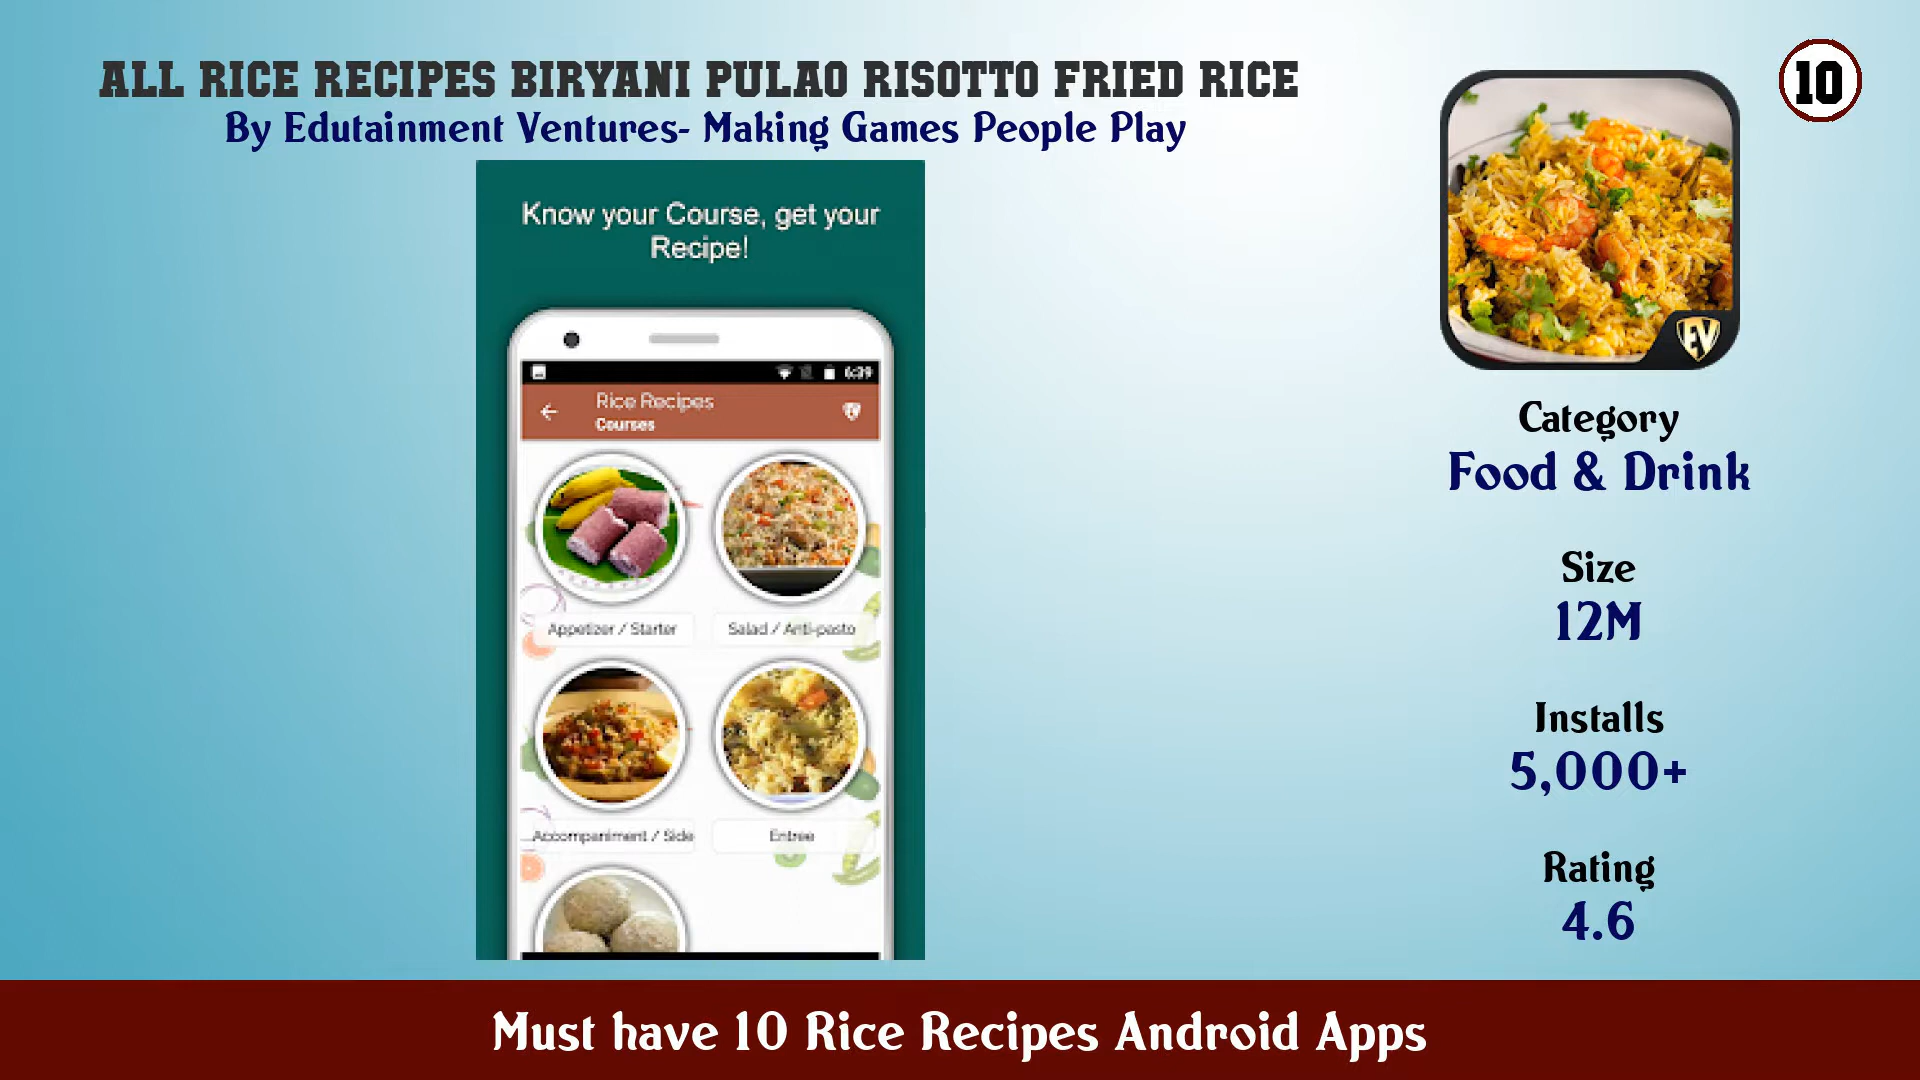 ALL RICE RECIPES BIRYANI PULAO RISOTTO FRIED RICE
By Edutainment Ventures- Making Games People Play
10
Know your Course, get your
Recipe!
6:39
Rice Recipes
Courses
Appetizer / Starter
Salad / Anti-pasto
Accompaniment / Side
Entree
EV
Category
Food & Drink
Size
12M
Installs
5,000+
Rating
4.6
Must have 10 Rice Recipes Android Apps